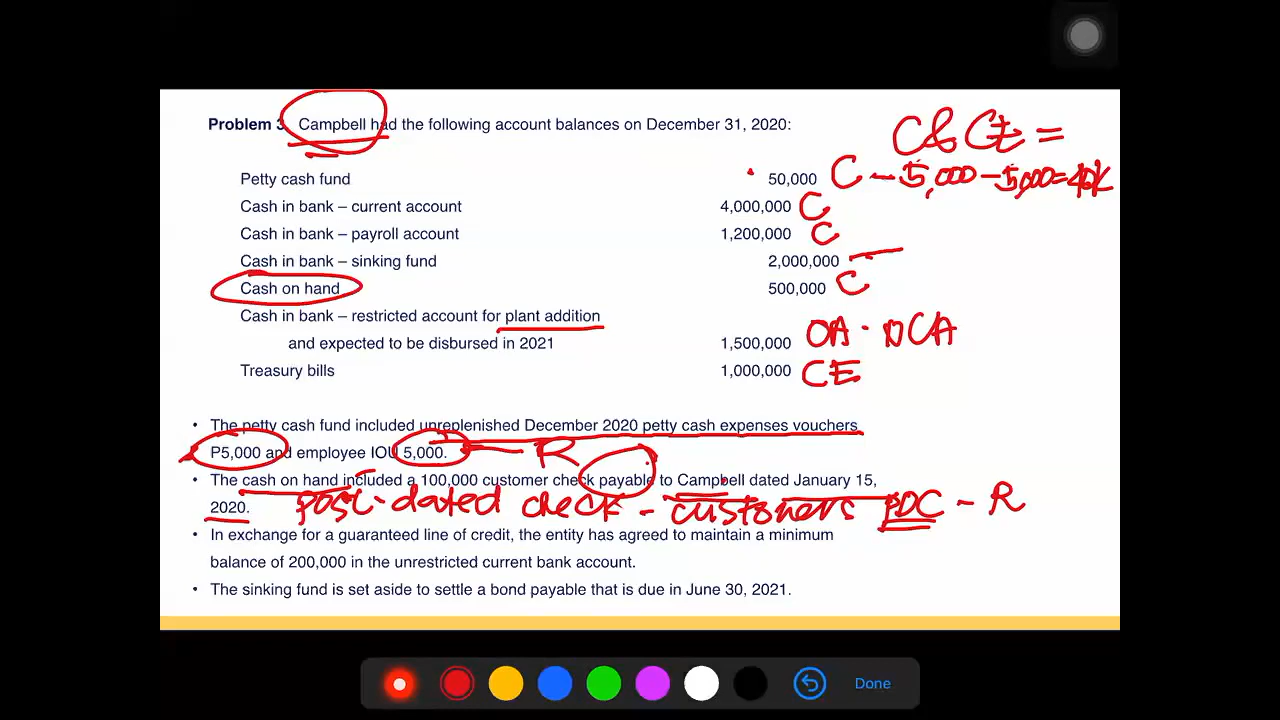 Problem 3 Campbell had the following account balances on December 31, 2020:
C & CE =
Petty cash fund 50,000 C - 5,000 - 5,000 = 40k
Cash in bank – current account 4,000,000 C
Cash in bank – payroll account 1,200,000 C
Cash in bank – sinking fund 2,000,000 –
Cash on hand 500,000 C
Cash in bank – restricted account for plant addition
and expected to be disbursed in 2021 1,500,000 OA - NCA
Treasury bills 1,000,000 CE
• The petty cash fund included unreplenished December 2020 petty cash expenses vouchers
P5,000 and employee IOU 5,000. – R
• The cash on hand included a 100,000 customer check payable to Campbell dated January 15,
2020. Post-dated check - customers PDC - R
• In exchange for a guaranteed line of credit, the entity has agreed to maintain a minimum
balance of 200,000 in the unrestricted current bank account.
• The sinking fund is set aside to settle a bond payable that is due in June 30, 2021.
Done